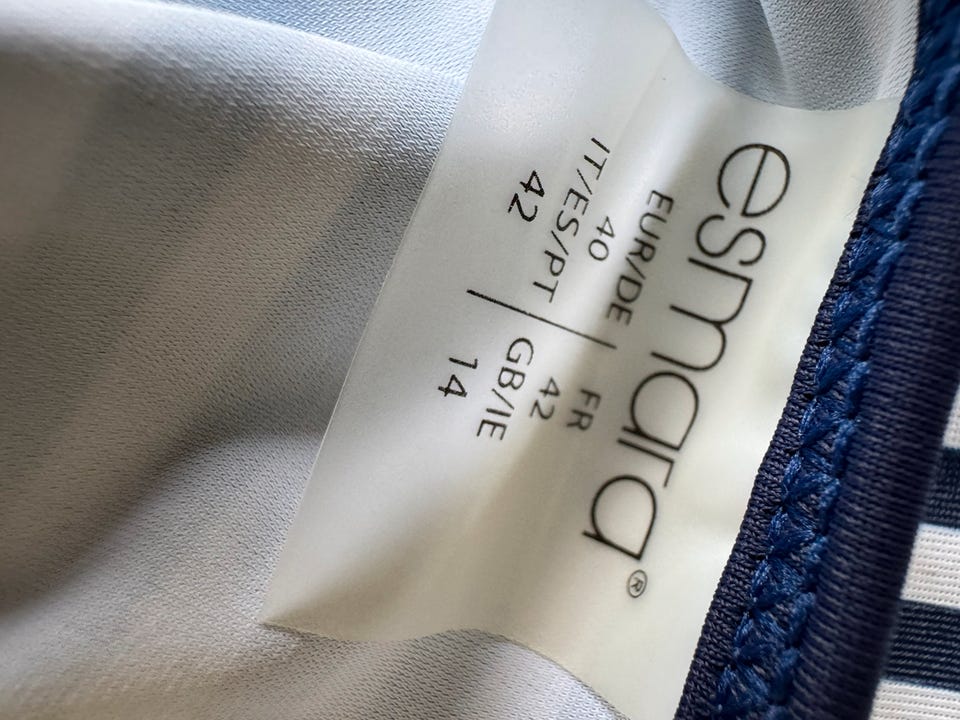 esmara®
EUR/DE | FR
40 | 42
IT/ES/PT | GB/IE
42 | 14